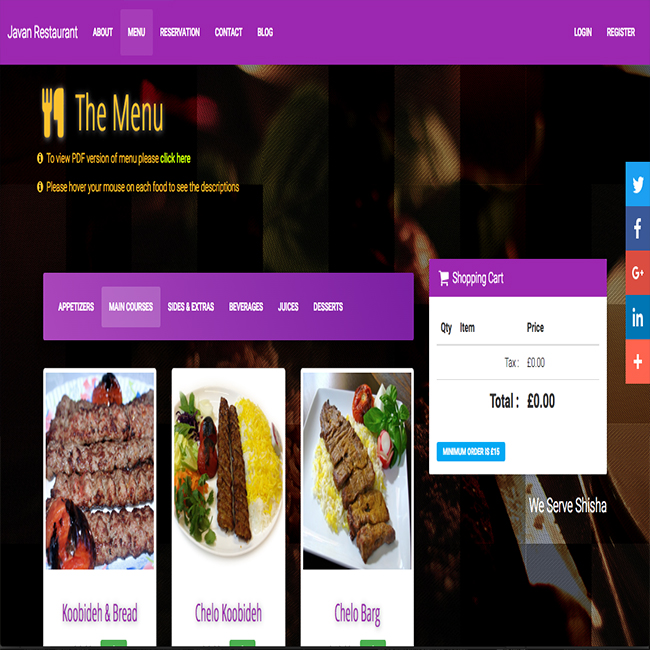 Javan Restaurant ABOUT MENU RESERVATION CONTACT BLOG LOGIN REGISTER
The Menu
To view PDF version of menu please click here
Please hover your mouse on each food to see the descriptions
APPETIZERS MAIN COURSES SIDES & EXTRAS BEVERAGES JUICES DESSERTS
Shopping Cart
Qty Item Price
Tax : £0.00
Total : £0.00
MINIMUM ORDER IS £15
We Serve Shisha
Koobideh & Bread
Chelo Koobideh
Chelo Barg